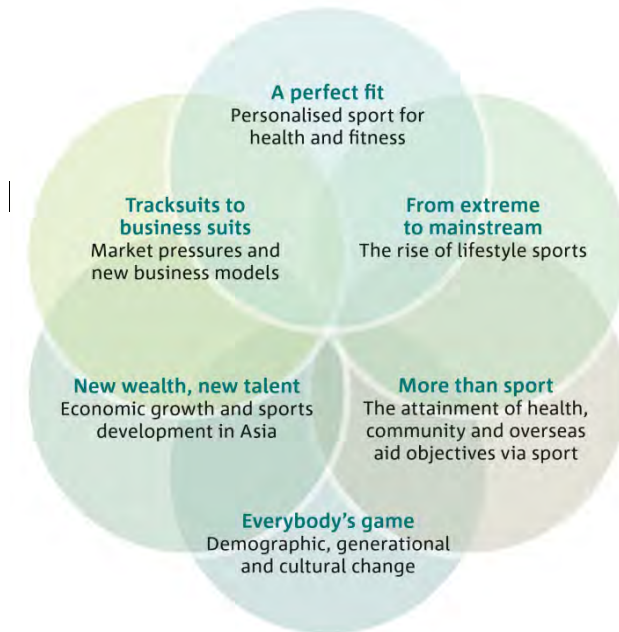 A perfect fit
Personalised sport for
health and fitness
Tracksuits to
business suits
Market pressures and
new business models
From extreme
to mainstream
The rise of lifestyle sports
New wealth, new talent
Economic growth and sports
development in Asia
More than sport
The attainment of health,
community and overseas
aid objectives via sport
Everybody's game
Demographic, generational
and cultural change